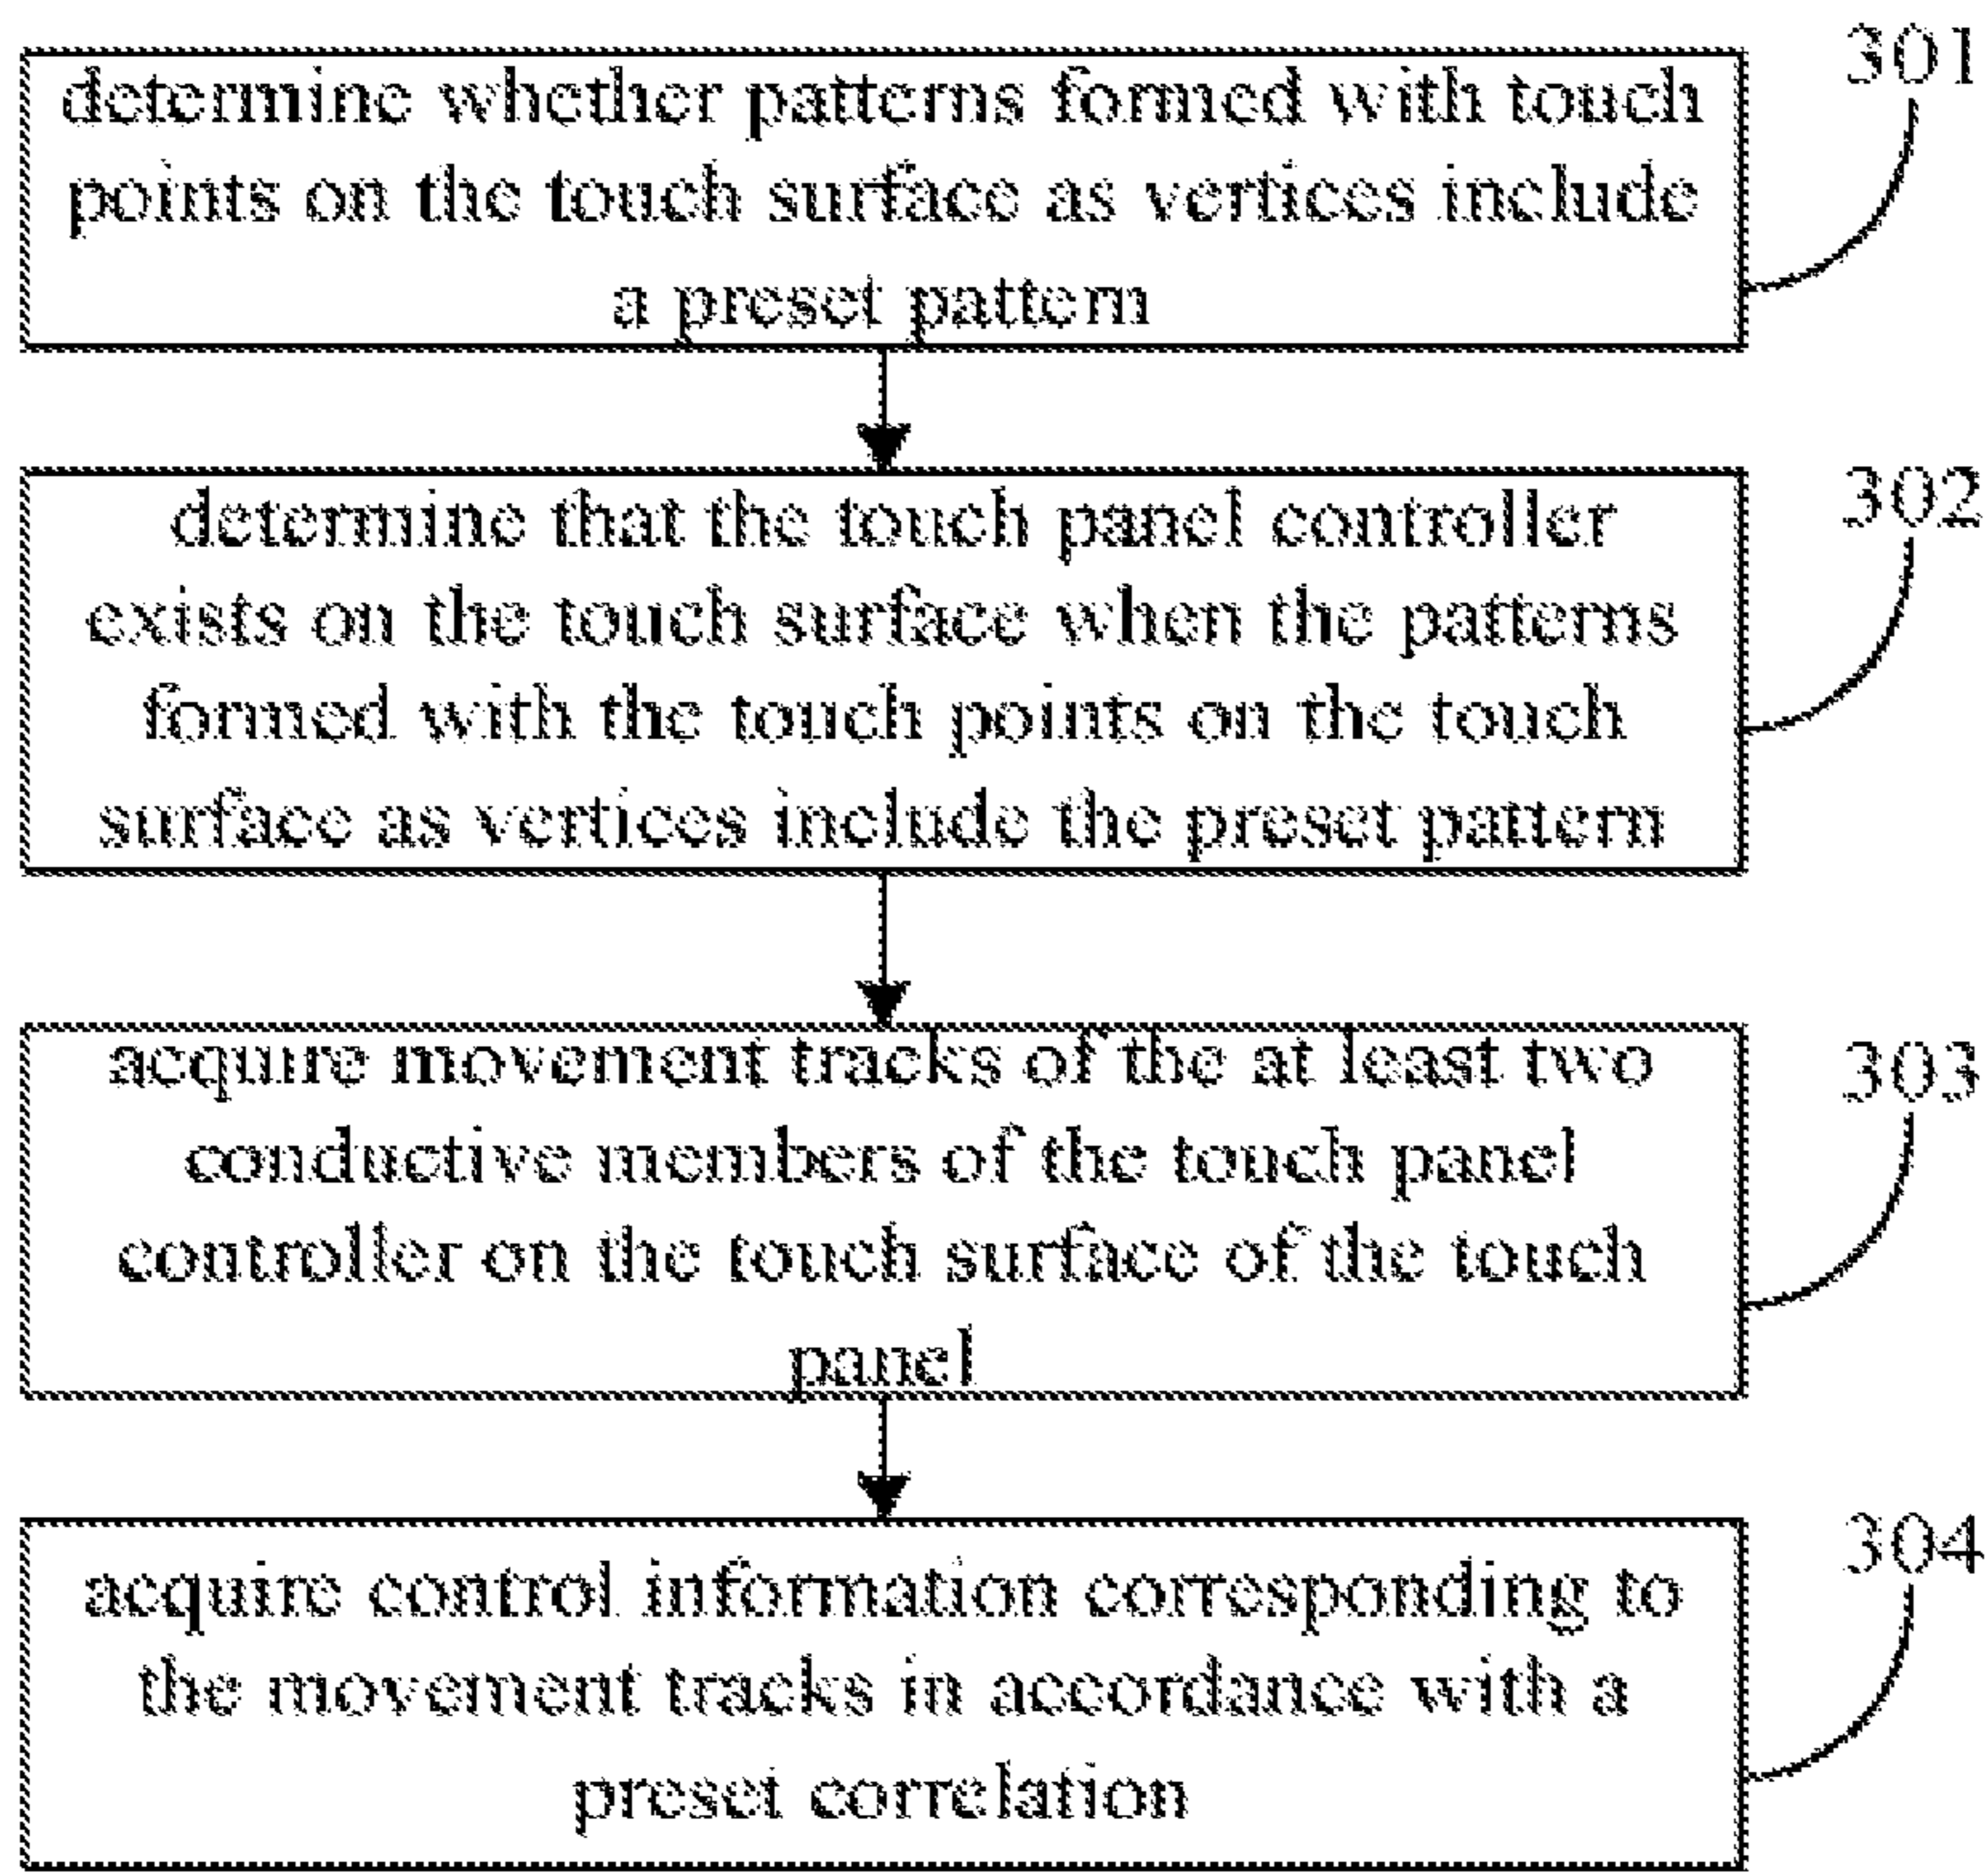 301
determine whether patterns formed with touch
points on the touch surface as vertices include
a preset pattern
302
determine that the touch panel controller
exists on the touch surface when the patterns
formed with the touch points on the touch
surface as vertices include the preset pattern
303
acquire movement tracks of the at least two
conductive members of the touch panel
controller on the touch surface of the touch
panel
304
acquire control information corresponding to
the movement tracks in accordance with a
preset correlation